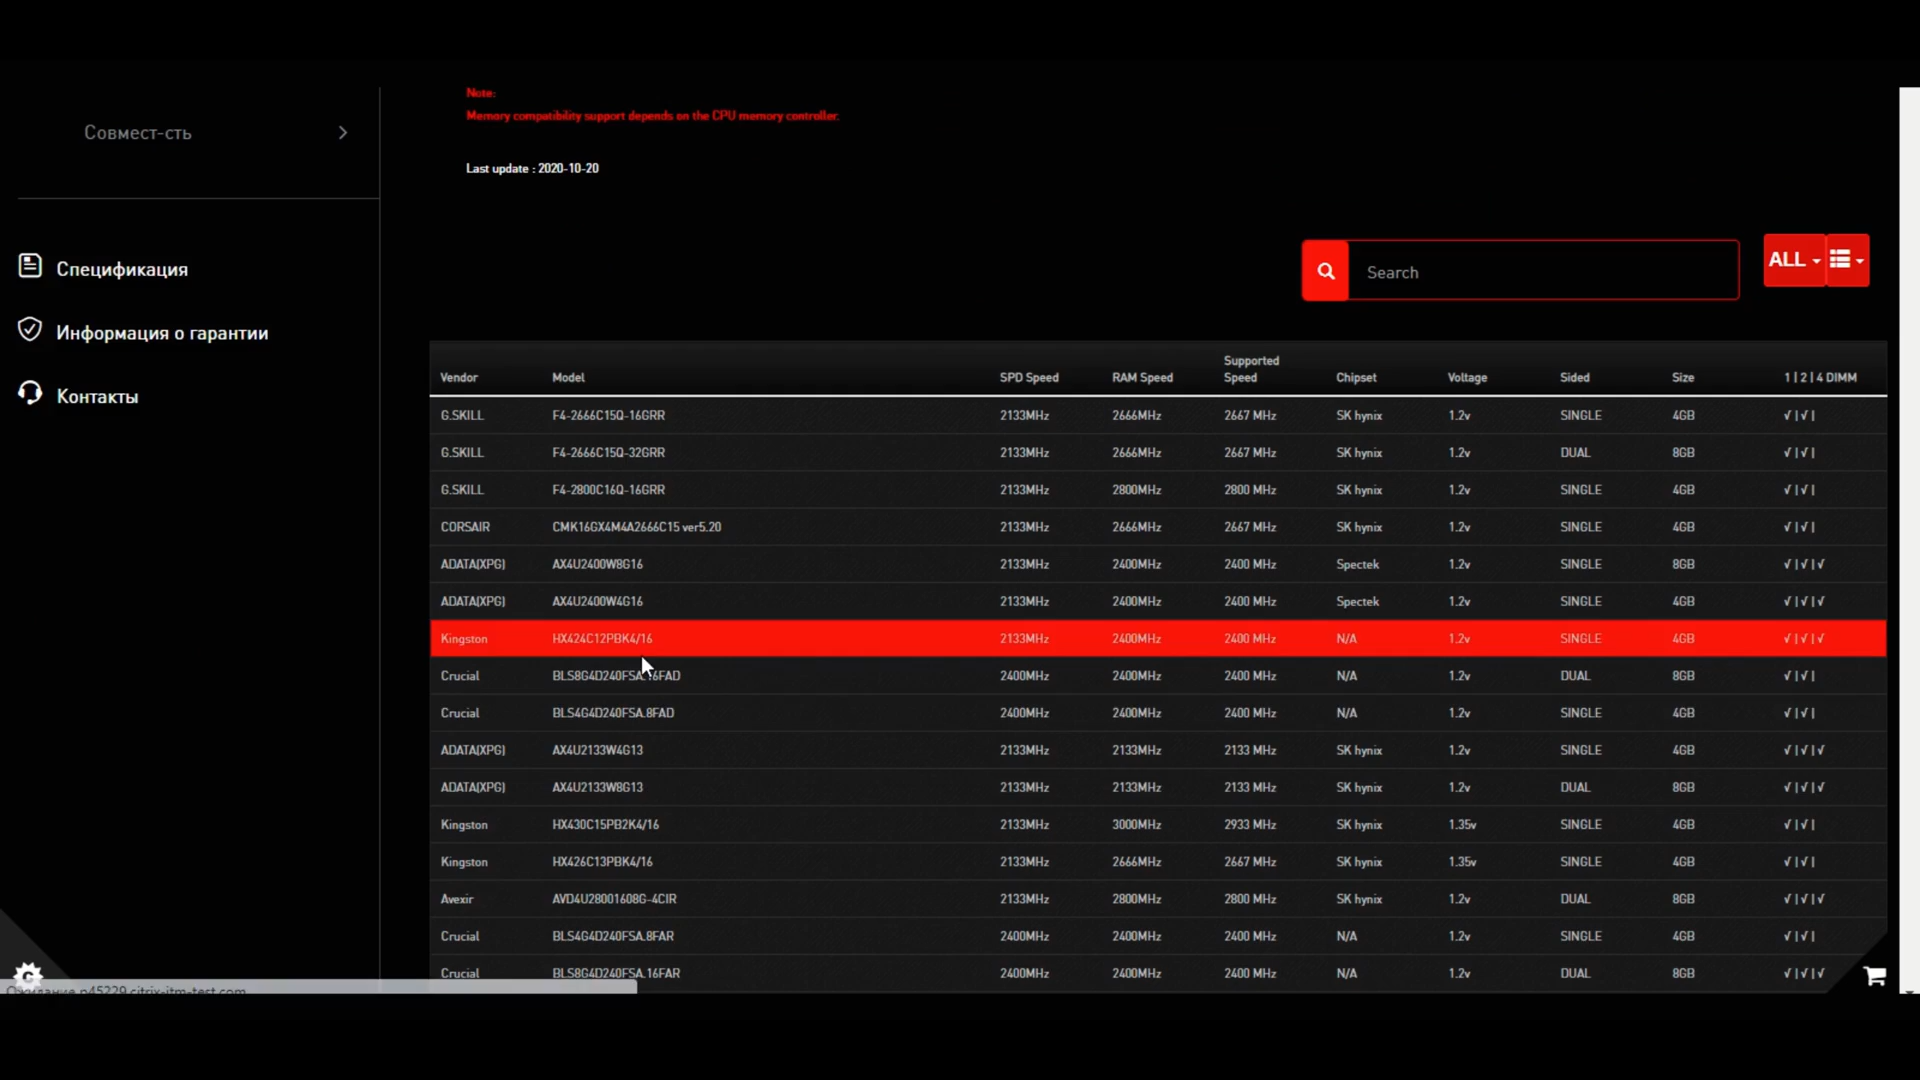 Note:
Memory compatibility support depends on the CPU memory controller.
Совмест-сть
Last update : 2020-10-20
Спецификация
Информация о гарантии
Контакты
Search
ALL
Vendor Model SPD Speed RAM Speed Supported Speed Chipset Voltage Sided Size 1 | 2 | 4 DIMM
G.SKILL F4-2666C15Q-16GRR 2133MHz 2666MHz 2667 MHz SK hynix 1.2v SINGLE 4GB √ | √ |
G.SKILL F4-2666C15Q-32GRR 2133MHz 2666MHz 2667 MHz SK hynix 1.2v DUAL 8GB √ | √ |
G.SKILL F4-2800C16Q-16GRR 2133MHz 2800MHz 2800 MHz SK hynix 1.2v SINGLE 4GB √ | √ |
CORSAIR CMK16GX4M4A2666C15 ver5.20 2133MHz 2666MHz 2667 MHz SK hynix 1.2v SINGLE 4GB √ | √ |
ADATA(XPG) AX4U2400W8G16 2133MHz 2400MHz 2400 MHz Spectek 1.2v SINGLE 8GB √ | √ | √
ADATA(XPG) AX4U2400W4G16 2133MHz 2400MHz 2400 MHz Spectek 1.2v SINGLE 4GB √ | √ | √
Kingston HX424C12PBK4/16 2133MHz 2400MHz 2400 MHz N/A 1.2v SINGLE 4GB √ | √ | √
Crucial BLS8G4D240FSA.16FAD 2400MHz 2400MHz 2400 MHz N/A 1.2v DUAL 8GB √ | √ |
Crucial BLS4G4D240FSA.8FAD 2400MHz 2400MHz 2400 MHz N/A 1.2v SINGLE 4GB √ | √ |
ADATA(XPG) AX4U2133W4G13 2133MHz 2133MHz 2133 MHz SK hynix 1.2v SINGLE 4GB √ | √ | √
ADATA(XPG) AX4U2133W8G13 2133MHz 2133MHz 2133 MHz SK hynix 1.2v DUAL 8GB √ | √ | √
Kingston HX430C15PB2K4/16 2133MHz 3000MHz 2933 MHz SK hynix 1.35v SINGLE 4GB √ | √ |
Kingston HX426C13PBK4/16 2133MHz 2666MHz 2667 MHz SK hynix 1.35v SINGLE 4GB √ | √ |
Avexir AVD4U28001608G-4CIR 2133MHz 2800MHz 2800 MHz SK hynix 1.2v DUAL 8GB √ | √ | √
Crucial BLS4G4D240FSA.8FAR 2400MHz 2400MHz 2400 MHz N/A 1.2v SINGLE 4GB √ | √ |
Crucial BLS8G4D240FSA.16FAR 2400MHz 2400MHz 2400 MHz N/A 1.2v DUAL 8GB √ | √ | √
Ожидание p45229.citrix-itm-test.com